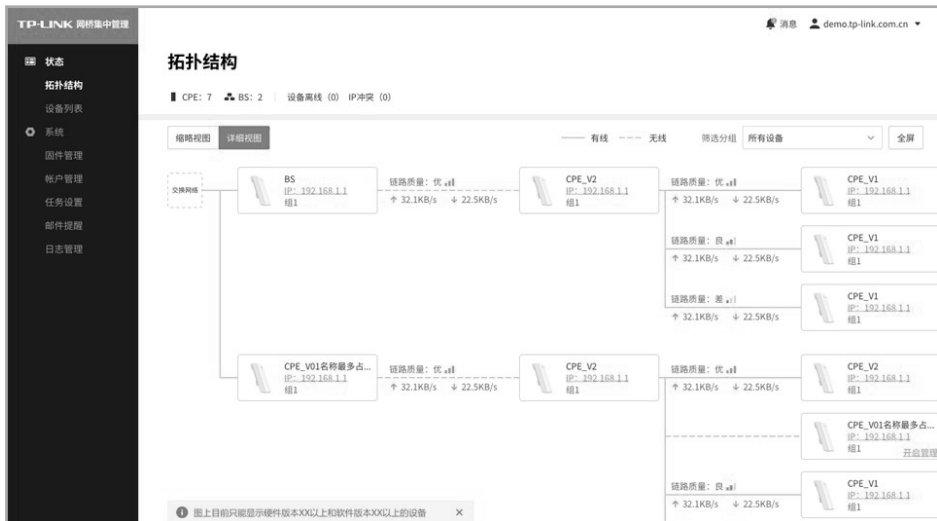 TP-LINK 网桥集中管理
消息 demo.tp-link.com.cn
状态
拓扑结构
设备列表
系统
固件管理
帐户管理
任务设置
邮件提醒
日志管理
拓扑结构
CPE: 7 BS: 2 设备离线 (0) IP冲突 (0)
缩略视图 详细视图 有线 无线 筛选分组 所有设备 全屏
交换网络
BS
IP: 192.168.1.1
组1
链路质量: 优
↑ 32.1KB/s ↓ 22.5KB/s
CPE_V2
IP: 192.168.1.1
组1
链路质量: 优
↑ 32.1KB/s ↓ 22.5KB/s
CPE_V1
IP: 192.168.1.1
组1
链路质量: 良
↑ 32.1KB/s ↓ 22.5KB/s
CPE_V1
IP: 192.168.1.1
组1
链路质量: 差
↑ 32.1KB/s ↓ 22.5KB/s
CPE_V1
IP: 192.168.1.1
组1
CPE_V01名称最多占...
IP: 192.168.1.1
组1
链路质量: 优
↑ 32.1KB/s ↓ 22.5KB/s
CPE_V2
IP: 192.168.1.1
组1
链路质量: 优
↑ 32.1KB/s ↓ 22.5KB/s
CPE_V2
IP: 192.168.1.1
组1
CPE_V01名称最多占...
IP: 192.168.1.1
组1
开启管理
链路质量: 良
↑ 32.1KB/s ↓ 22.5KB/s
CPE_V1
IP: 192.168.1.1
组1
图上目前只能显示硬件版本XX以上和软件版本XX以上的设备